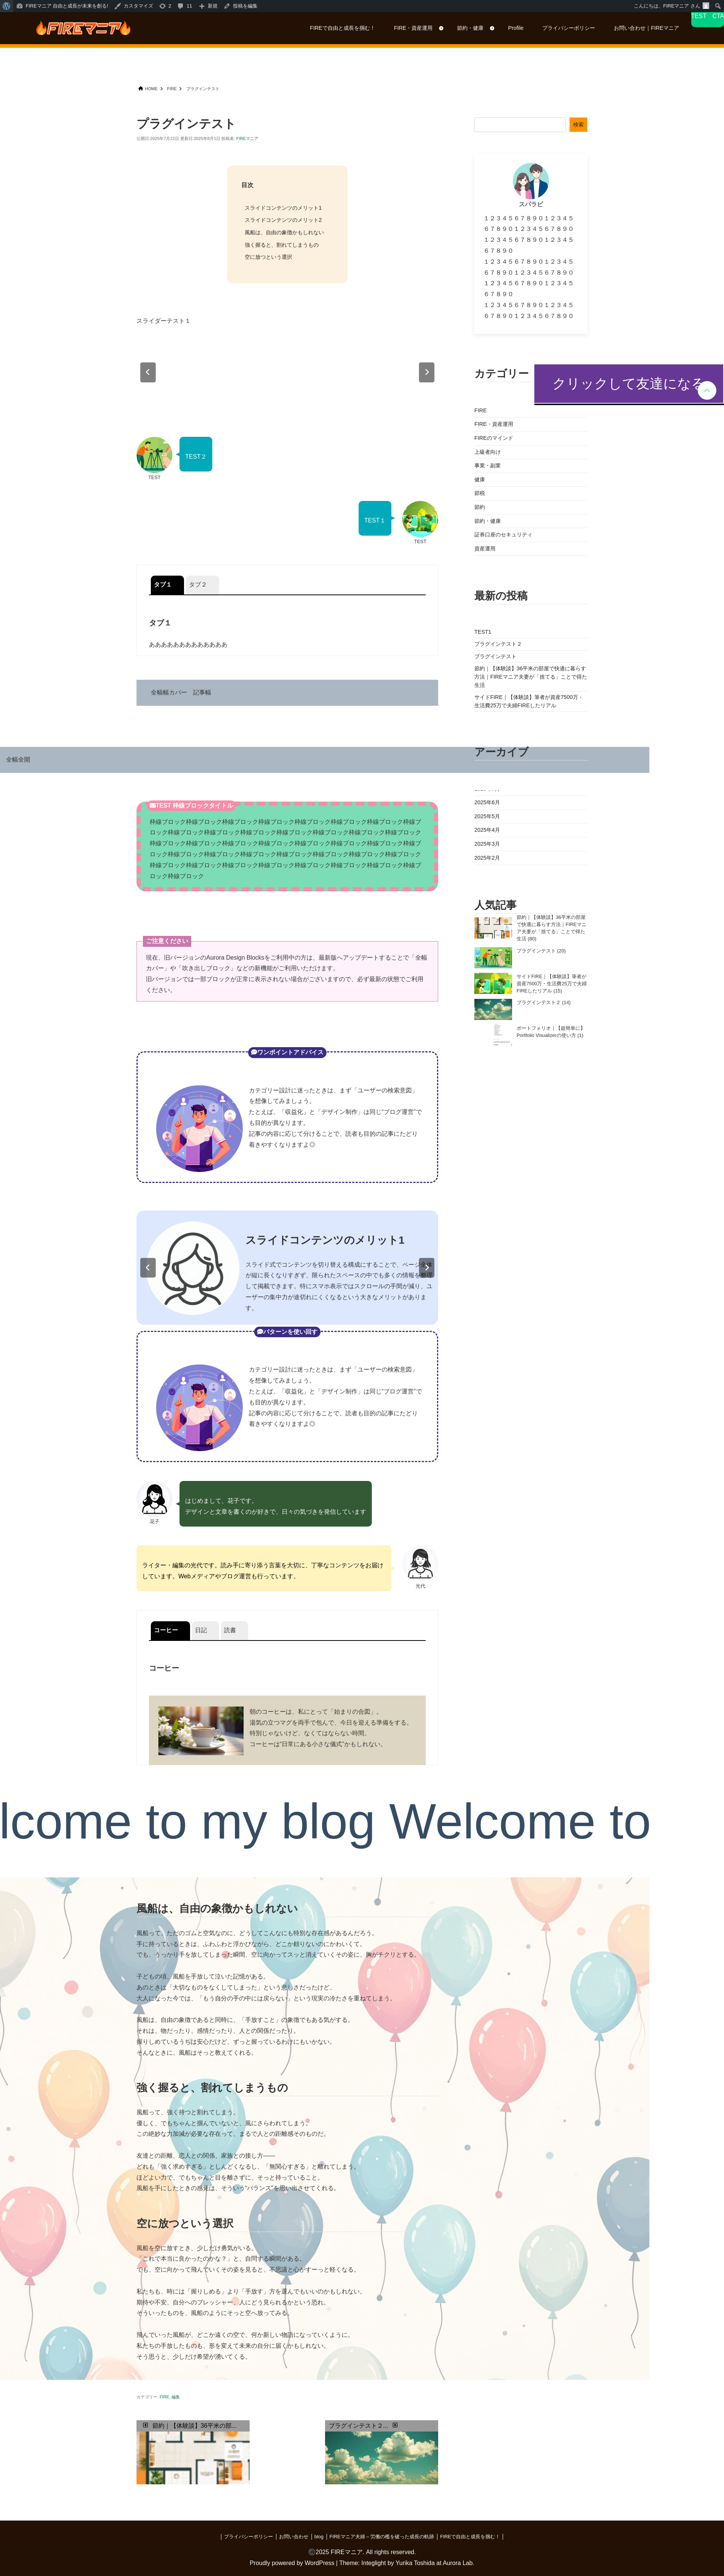 FIREマニア 自由と成長が未来を創る!
カスタマイズ
2
11
新規
投稿を編集
こんにちは、FIREマニア さん
FIREマニア
FIREで自由と成長を掴む！
FIRE・資産運用
節約・健康
Profile
プライバシーポリシー
お問い合わせ｜FIREマニア
TEST CTA
HOME
FIRE
プラグインテスト
プラグインテスト
公開日:2025年7月22日 更新日:2025年8月1日 投稿者: FIREマニア
目次
スライドコンテンツのメリット1
スライドコンテンツのメリット2
風船は、自由の象徴かもしれない
強く握ると、割れてしまうもの
空に放つという選択
スライダーテスト１
TEST２
TEST
TEST１
TEST
タブ１
タブ２
タブ１
あああああああああああああ
全幅幅カバー　記事幅
全幅全開
TEST 枠線ブロックタイトル
枠線ブロック枠線ブロック枠線ブロック枠線ブロック枠線ブロック枠線ブロック枠線ブロック枠線ブ
ロック枠線ブロック枠線ブロック枠線ブロック枠線ブロック枠線ブロック枠線ブロック枠線ブロック
枠線ブロック枠線ブロック枠線ブロック枠線ブロック枠線ブロック枠線ブロック枠線ブロック枠線ブ
ロック枠線ブロック枠線ブロック枠線ブロック枠線ブロック枠線ブロック枠線ブロック枠線ブロック
枠線ブロック枠線ブロック枠線ブロック枠線ブロック枠線ブロック枠線ブロック枠線ブロック枠線ブ
ロック枠線ブロック
ご注意ください
現在、旧バージョンのAurora Design Blocksをご利用中の方は、最新版へアップデートすることで「全幅
カバー」や「吹き出しブロック」などの新機能がご利用いただけます。
旧バージョンでは一部ブロックが正常に表示されない場合がございますので、必ず最新の状態でご利用
ください。
ワンポイントアドバイス
カテゴリー設計に迷ったときは、まず「ユーザーの検索意図」
を想像してみましょう。
たとえば、「収益化」と「デザイン制作」は同じ“ブログ運営”で
も目的が異なります。
記事の内容に応じて分けることで、読者も目的の記事にたどり
着きやすくなりますよ◎
スライドコンテンツのメリット1
スライド式でコンテンツを切り替える構成にすることで、ページ全体
が縦に長くなりすぎず、限られたスペースの中でも多くの情報を整理
して掲載できます。特にスマホ表示ではスクロールの手間が減り、ユ
ーザーの集中力が途切れにくくなるという大きなメリットがありま
す。
パターンを使い回す
カテゴリー設計に迷ったときは、まず「ユーザーの検索意図」
を想像してみましょう。
たとえば、「収益化」と「デザイン制作」は同じ“ブログ運営”で
も目的が異なります。
記事の内容に応じて分けることで、読者も目的の記事にたどり
着きやすくなりますよ◎
はじめまして、花子です。
デザインと文章を書くのが好きで、日々の気づきを発信しています
花子
ライター・編集の光代です。読み手に寄り添う言葉を大切に、丁寧なコンテンツをお届け
しています。Webメディアやブログ運営も行っています。
光代
コーヒー
日記
読書
コーヒー
朝のコーヒーは、私にとって「始まりの合図」。
湯気の立つマグを両手で包んで、今日を迎える準備をする。
特別じゃないけど、なくてはならない時間。
コーヒーは“日常にある小さな儀式”かもしれない。
lcome to my blog Welcome to
風船は、自由の象徴かもしれない
風船って、ただのゴムと空気なのに、どうしてこんなにも特別な存在感があるんだろう。
手に持っているときは、ふわふわと浮かびながら、どこか頼りないのにかわいくて。
でも、うっかり手を放してしまった瞬間、空に向かってスッと消えていくその姿に、胸がチクリとする。
子どもの頃、風船を手放して泣いた記憶がある。
あのときは「大切なものをなくしてしまった」という悲しさだったけど、
大人になった今では、「もう自分の手の中には戻らない」という現実の冷たさを重ねてしまう。
風船は、自由の象徴であると同時に、「手放すこと」の象徴でもある気がする。
それは、物だったり、感情だったり、人との関係だったり。
握りしめているうちは安心だけど、ずっと握っているわけにもいかない。
そんなときに、風船はそっと教えてくれる。
強く握ると、割れてしまうもの
風船って、強く持つと割れてしまう。
優しく、でもちゃんと掴んでいないと、風にさらわれてしまう。
この絶妙な力加減が必要な存在って、まるで人との距離感そのものだ。
友達との距離、恋人との関係、家族との接し方――
どれも「強く求めすぎる」としんどくなるし、「無関心すぎる」と離れてしまう。
ほどよい力で、でもちゃんと目を離さずに、そっと持っていること。
風船を手にしたときの感覚は、そういう“バランス”を思い出させてくれる。
空に放つという選択
風船を空に放すとき、少しだけ勇気がいる。
「これで本当に良かったのかな？」と、自問する瞬間がある。
でも、空に向かって飛んでいくその姿を見ると、不思議と心がすーっと軽くなる。
私たちも、時には「握りしめる」より「手放す」方を選んでもいいのかもしれない。
期待や不安、自分へのプレッシャー、人にどう見られるかという恐れ。
そういったものを、風船のようにそっと空へ放ってみる。
飛んでいった風船が、どこか遠くの空で、何か新しい物語になっていくように。
私たちの手放したものも、形を変えて未来の自分に届くかもしれない。
そう思うと、少しだけ希望が湧いてくる。
カテゴリー: FIRE, 編集
節約｜【体験談】36平米の部...
プラグインテスト２...
検索
スパラビ
１２３４５６７８９０１２３４５
６７８９０１２３４５６７８９０
１２３４５６７８９０１２３４５
６７８９０
１２３４５６７８９０１２３４５
６７８９０１２３４５６７８９０
１２３４５６７８９０１２３４５
６７８９０
１２３４５６７８９０１２３４５
６７８９０１２３４５６７８９０
カテゴリー
クリックして友達になる
FIRE
FIRE・資産運用
FIREのマインド
上級者向け
事業・副業
健康
節税
節約
節約・健康
証券口座のセキュリティ
資産運用
最新の投稿
TEST1
プラグインテスト２
プラグインテスト
節約｜【体験談】36平米の部屋で快適に暮らす
方法｜FIREマニア夫妻が「捨てる」ことで得た
生活
サイドFIRE｜【体験談】筆者が資産7500万・
生活費25万で夫婦FIREしたリアル
アーカイブ
2025年6月
2025年5月
2025年4月
2025年3月
2025年2月
人気記事
節約｜【体験談】36平米の部屋
で快適に暮らす方法｜FIREマニ
ア夫妻が「捨てる」ことで得た
生活 (80)
プラグインテスト (20)
サイドFIRE｜【体験談】筆者が
資産7500万・生活費25万で夫婦
FIREしたリアル (15)
プラグインテスト２ (14)
ポートフォリオ｜【超簡単に】
Portfolio Visualizerの使い方 (1)
プライバシーポリシー
お問い合わせ
blog
FIREマニア夫婦 – 労働の檻を破った成長の軌跡
FIREで自由と成長を掴む！
Ⓒ2025 FIREマニア. All rights reserved.
Proudly powered by WordPress | Theme: Integlight by Yurika Toshida at Aurora Lab.